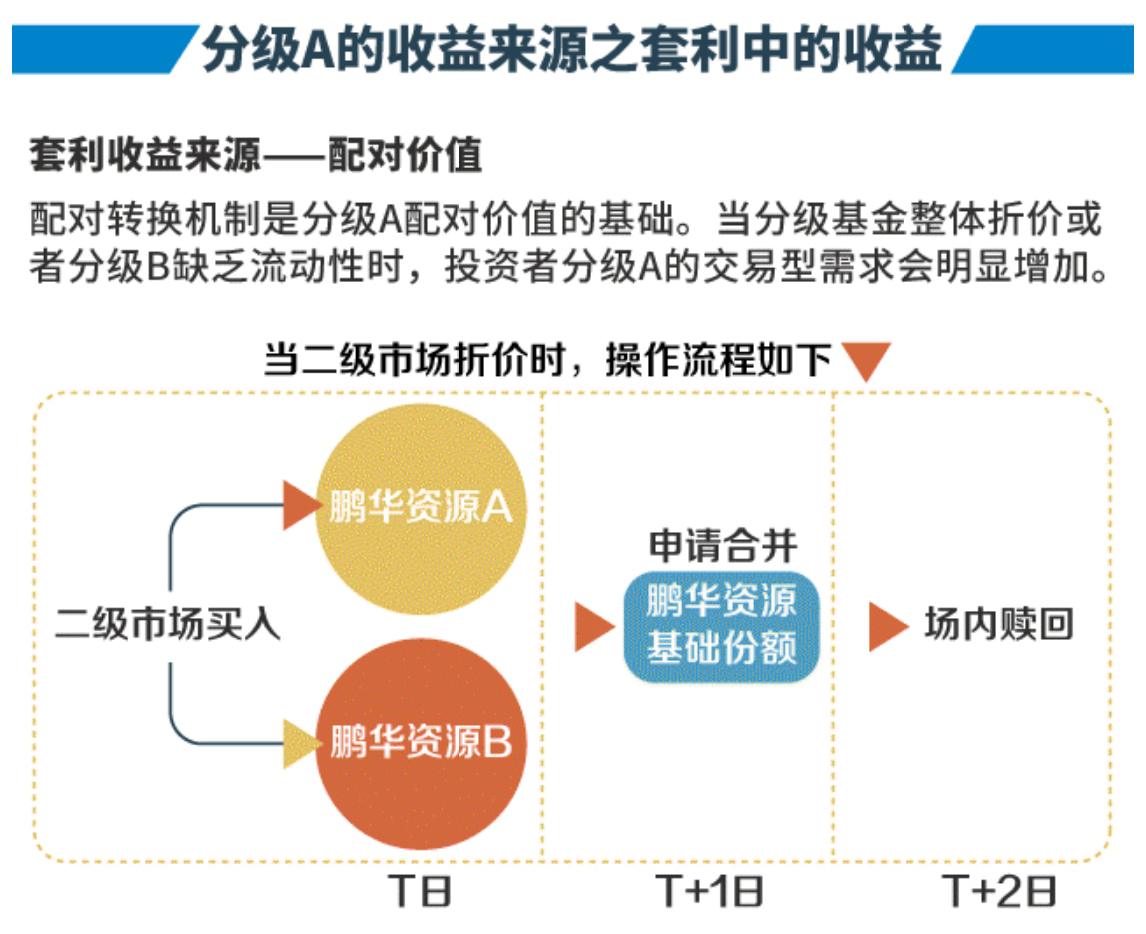 分级A的收益来源之套利中的收益
套利收益来源——配对价值
配对转换机制是分级A配对价值的基础。当分级基金整体折价或
者分级B缺乏流动性时，投资者分级A的交易型需求会明显增加。
当二级市场折价时，操作流程如下
二级市场买入
鹏华资源A
鹏华资源B
申请合并
鹏华资源
基础份额
场内赎回
T日
T+1日
T+2日